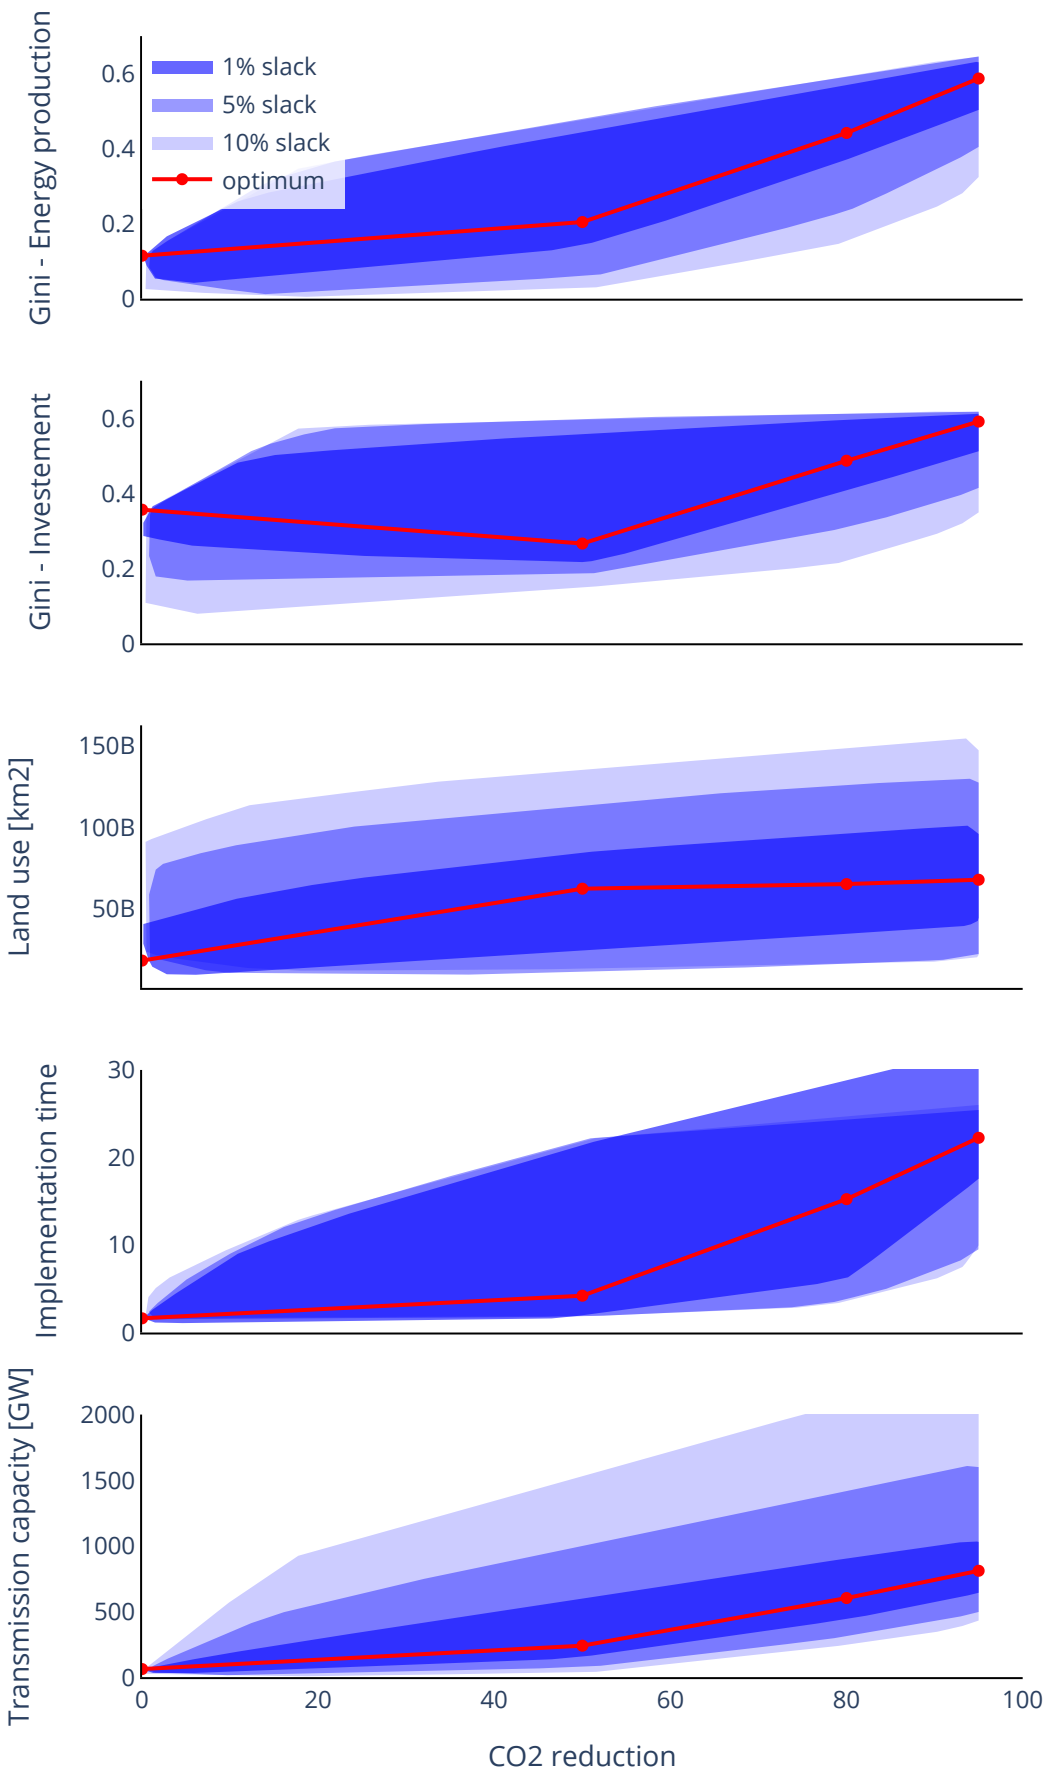 Gini - Energy production
0.6
0.4
0.2
0
1% slack
5% slack
10% slack
optimum
Gini - Investement
0.6
0.4
0.2
0
Land use [km2]
150B
100B
50B
Implementation time
30
20
10
0
Transmission capacity [GW]
2000
1500
1000
500
0
0 20 40 60 80 100
CO2 reduction